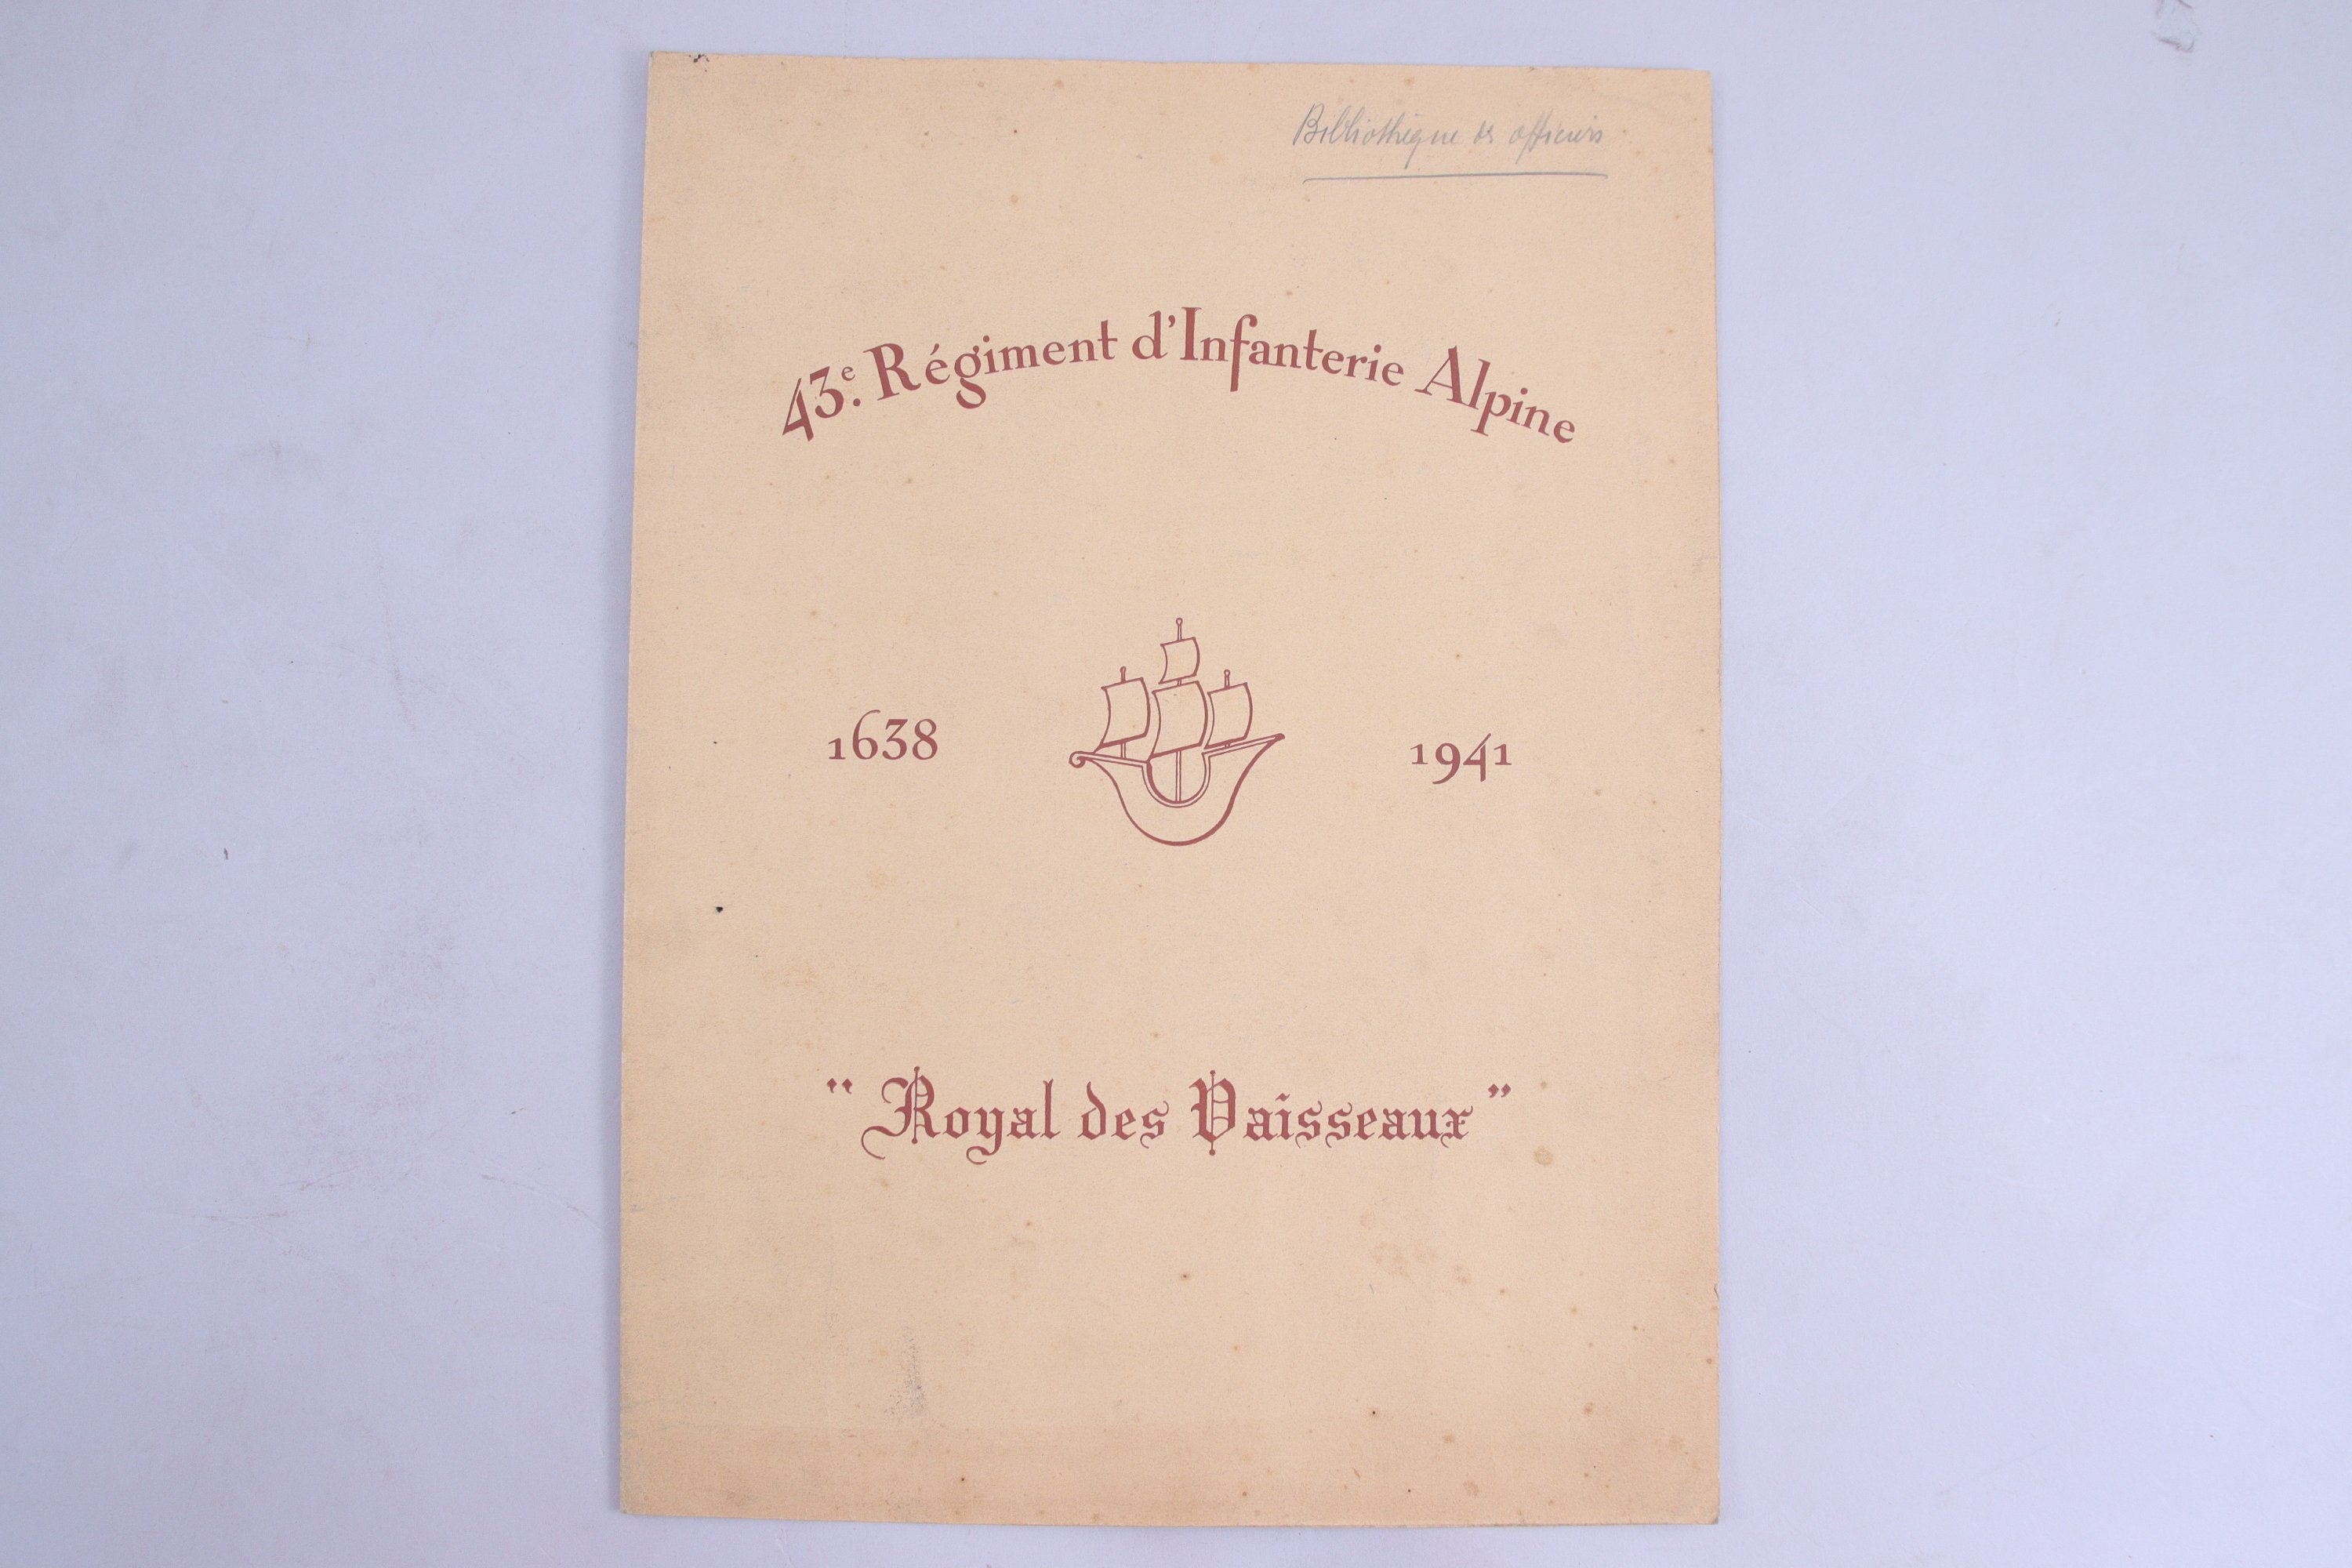 Bibliothèque des officiers
43e. Régiment d'Infanterie Alpine
1638 1941
" Royal des Vaisseaux "